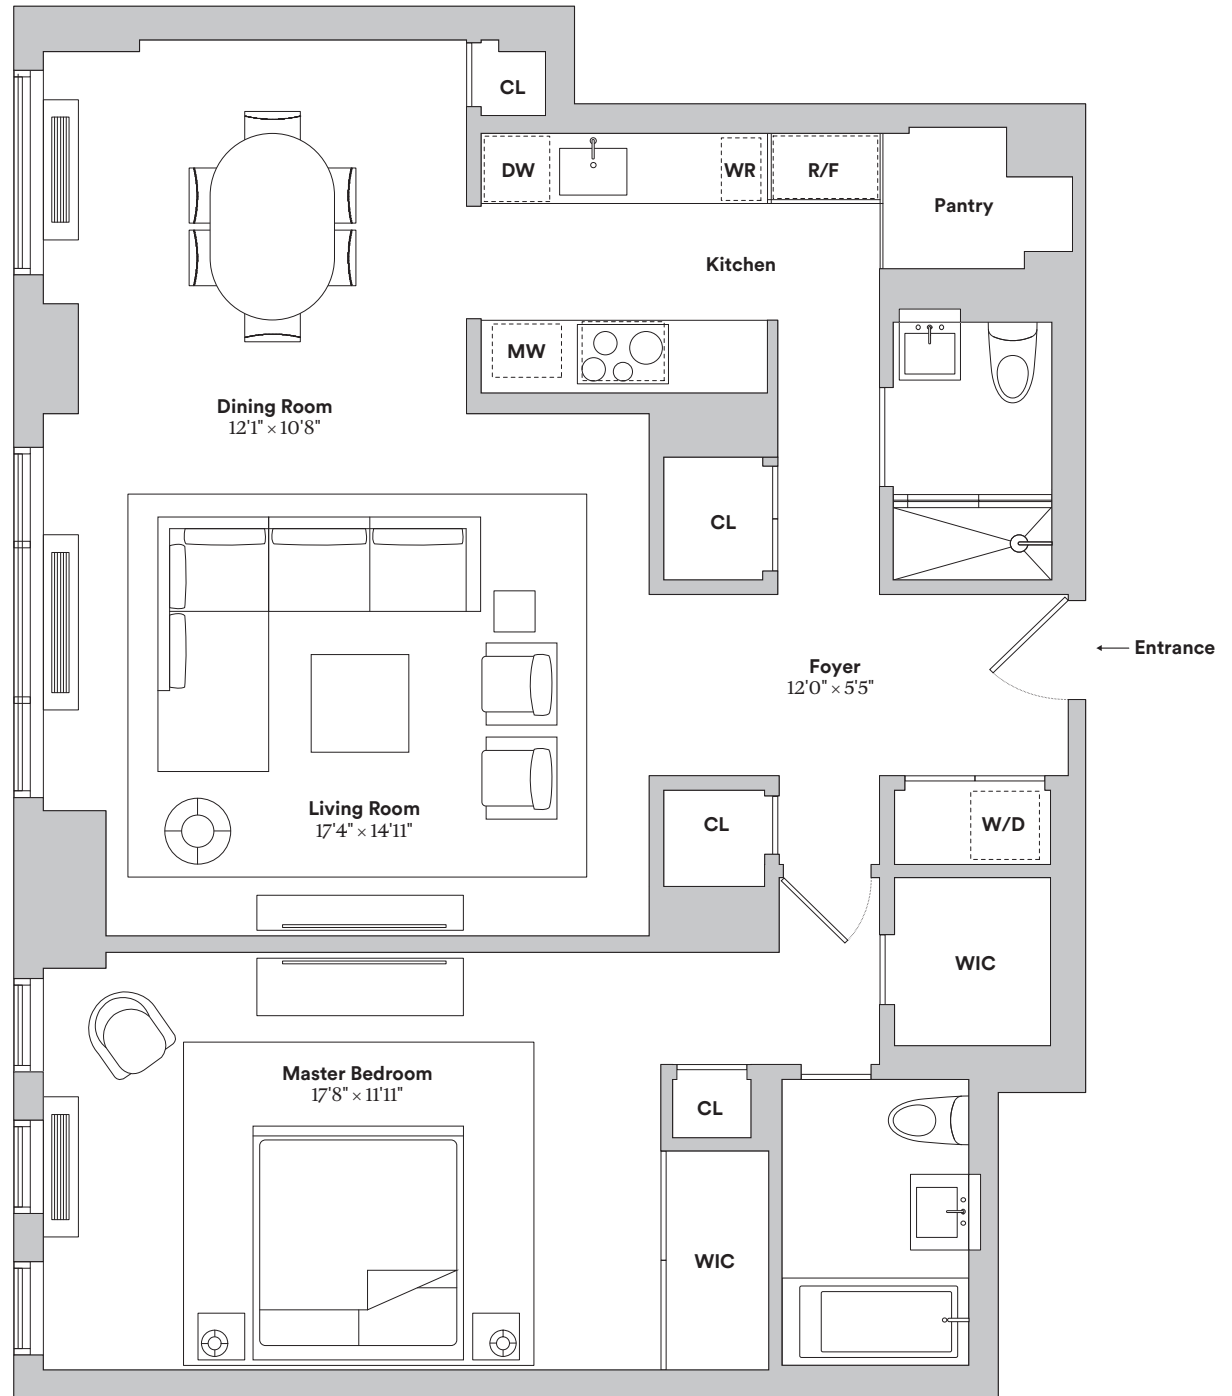 CL
DW
WR
R/F
Pantry
Kitchen
MW
Dining Room
12'1" × 10'8"
CL
Entrance
Foyer
12'0" × 5'5"
Living Room
17'4" × 14'11"
CL
W/D
WIC
Master Bedroom
17'8" × 11'11"
CL
WIC